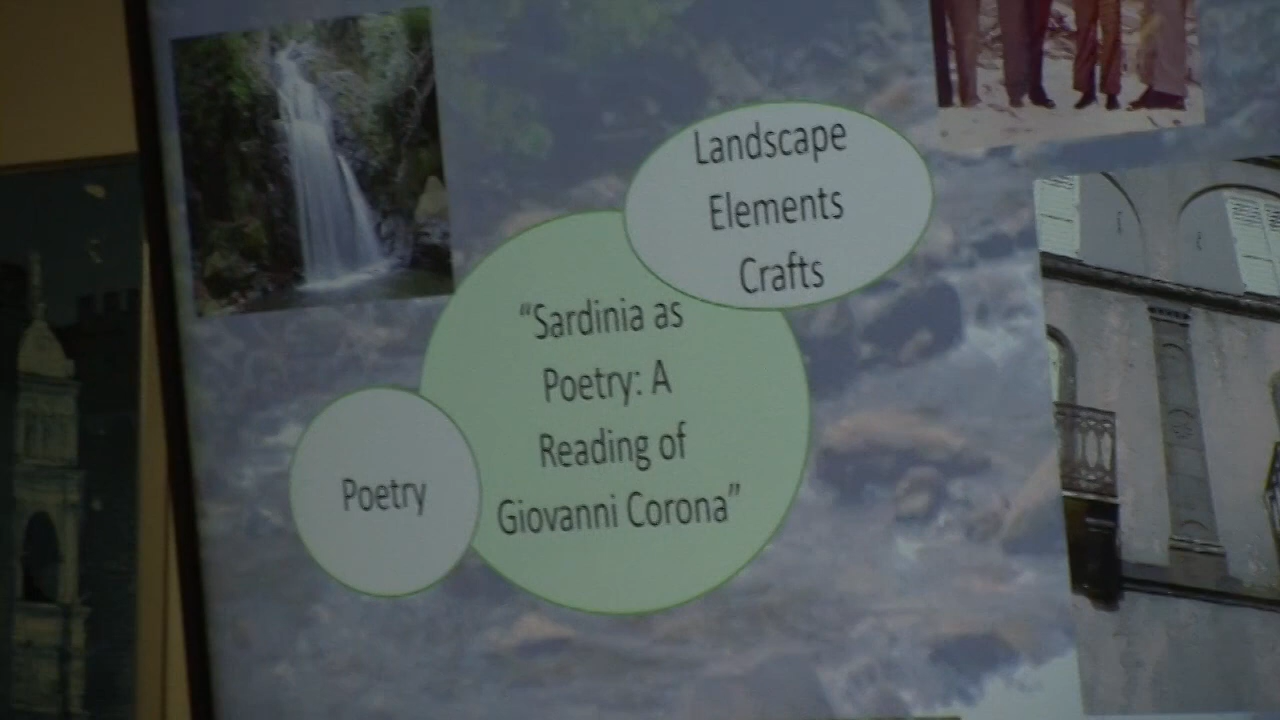 Landscape
Elements
Crafts
“Sardinia as
Poetry: A
Reading of
Giovanni Corona”
Poetry